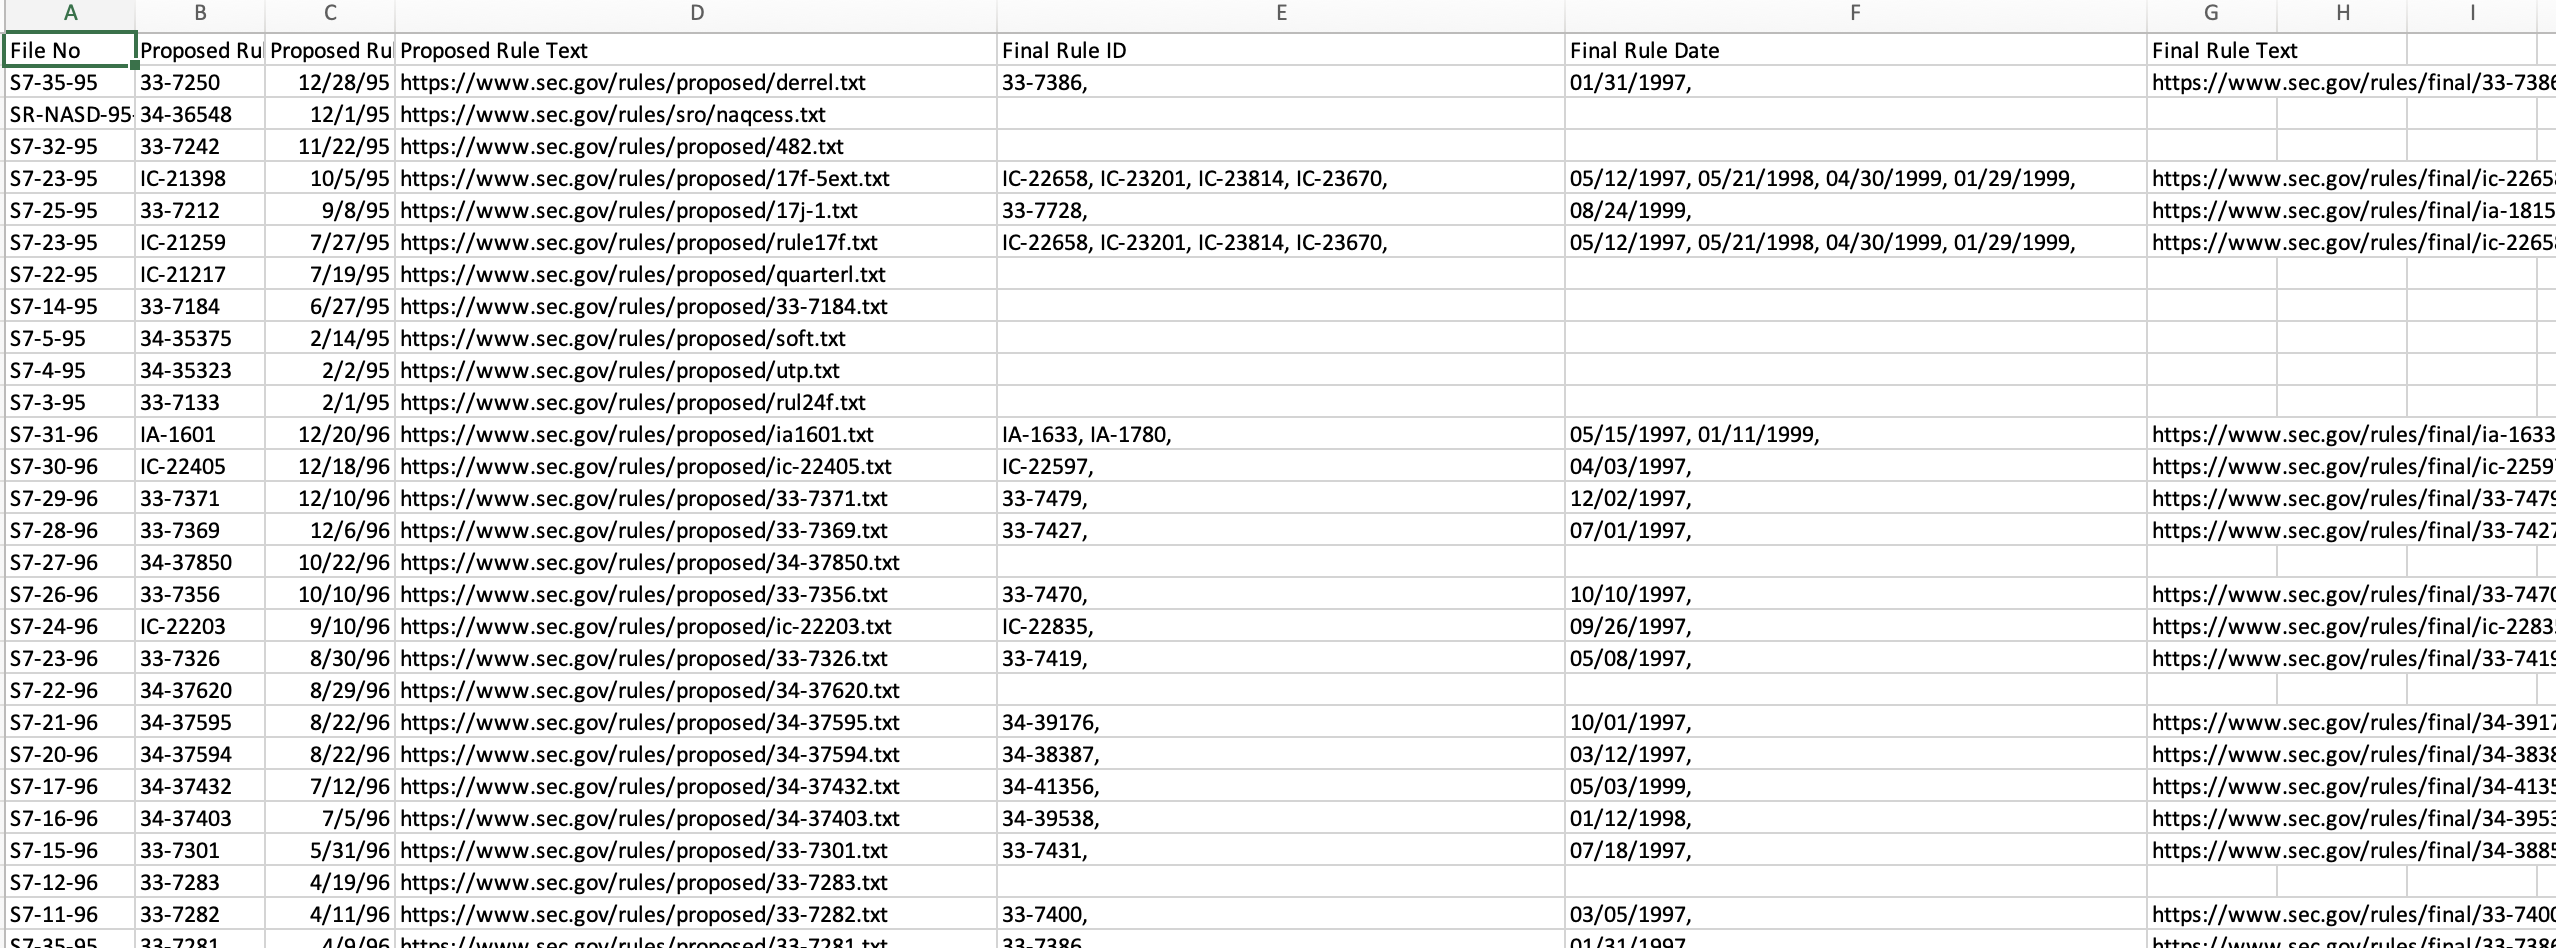 A B C D E F G H I
File No Proposed Ru Proposed Ru Proposed Rule Text Final Rule ID Final Rule Date Final Rule Text
S7-35-95 33-7250 12/28/95 https://www.sec.gov/rules/proposed/derrel.txt 33-7386, 01/31/1997, https://www.sec.gov/rules/final/33-7386
SR-NASD-95- 34-36548 12/1/95 https://www.sec.gov/rules/sro/naqcess.txt
S7-32-95 33-7242 11/22/95 https://www.sec.gov/rules/proposed/482.txt
S7-23-95 IC-21398 10/5/95 https://www.sec.gov/rules/proposed/17f-5ext.txt IC-22658, IC-23201, IC-23814, IC-23670, 05/12/1997, 05/21/1998, 04/30/1999, 01/29/1999, https://www.sec.gov/rules/final/ic-22658
S7-25-95 33-7212 9/8/95 https://www.sec.gov/rules/proposed/17j-1.txt 33-7728, 08/24/1999, https://www.sec.gov/rules/final/ia-1815
S7-23-95 IC-21259 7/27/95 https://www.sec.gov/rules/proposed/rule17f.txt IC-22658, IC-23201, IC-23814, IC-23670, 05/12/1997, 05/21/1998, 04/30/1999, 01/29/1999, https://www.sec.gov/rules/final/ic-22658
S7-22-95 IC-21217 7/19/95 https://www.sec.gov/rules/proposed/quarterl.txt
S7-14-95 33-7184 6/27/95 https://www.sec.gov/rules/proposed/33-7184.txt
S7-5-95 34-35375 2/14/95 https://www.sec.gov/rules/proposed/soft.txt
S7-4-95 34-35323 2/2/95 https://www.sec.gov/rules/proposed/utp.txt
S7-3-95 33-7133 2/1/95 https://www.sec.gov/rules/proposed/rul24f.txt
S7-31-96 IA-1601 12/20/96 https://www.sec.gov/rules/proposed/ia1601.txt IA-1633, IA-1780, 05/15/1997, 01/11/1999, https://www.sec.gov/rules/final/ia-1633
S7-30-96 IC-22405 12/18/96 https://www.sec.gov/rules/proposed/ic-22405.txt IC-22597, 04/03/1997, https://www.sec.gov/rules/final/ic-22597
S7-29-96 33-7371 12/10/96 https://www.sec.gov/rules/proposed/33-7371.txt 33-7479, 12/02/1997, https://www.sec.gov/rules/final/33-7479
S7-28-96 33-7369 12/6/96 https://www.sec.gov/rules/proposed/33-7369.txt 33-7427, 07/01/1997, https://www.sec.gov/rules/final/33-7427
S7-27-96 34-37850 10/22/96 https://www.sec.gov/rules/proposed/34-37850.txt
S7-26-96 33-7356 10/10/96 https://www.sec.gov/rules/proposed/33-7356.txt 33-7470, 10/10/1997, https://www.sec.gov/rules/final/33-7470
S7-24-96 IC-22203 9/10/96 https://www.sec.gov/rules/proposed/ic-22203.txt IC-22835, 09/26/1997, https://www.sec.gov/rules/final/ic-22835
S7-23-96 33-7326 8/30/96 https://www.sec.gov/rules/proposed/33-7326.txt 33-7419, 05/08/1997, https://www.sec.gov/rules/final/33-7419
S7-22-96 34-37620 8/29/96 https://www.sec.gov/rules/proposed/34-37620.txt
S7-21-96 34-37595 8/22/96 https://www.sec.gov/rules/proposed/34-37595.txt 34-39176, 10/01/1997, https://www.sec.gov/rules/final/34-3917
S7-20-96 34-37594 8/22/96 https://www.sec.gov/rules/proposed/34-37594.txt 34-38387, 03/12/1997, https://www.sec.gov/rules/final/34-3838
S7-17-96 34-37432 7/12/96 https://www.sec.gov/rules/proposed/34-37432.txt 34-41356, 05/03/1999, https://www.sec.gov/rules/final/34-4135
S7-16-96 34-37403 7/5/96 https://www.sec.gov/rules/proposed/34-37403.txt 34-39538, 01/12/1998, https://www.sec.gov/rules/final/34-3953
S7-15-96 33-7301 5/31/96 https://www.sec.gov/rules/proposed/33-7301.txt 33-7431, 07/18/1997, https://www.sec.gov/rules/final/34-3885
S7-12-96 33-7283 4/19/96 https://www.sec.gov/rules/proposed/33-7283.txt
S7-11-96 33-7282 4/11/96 https://www.sec.gov/rules/proposed/33-7282.txt 33-7400, 03/05/1997, https://www.sec.gov/rules/final/33-7400
S7-35-95 33-7281 4/9/96 https://www.sec.gov/rules/proposed/33-7281.txt 33-7386, 01/31/1997, https://www.sec.gov/rules/final/33-7386